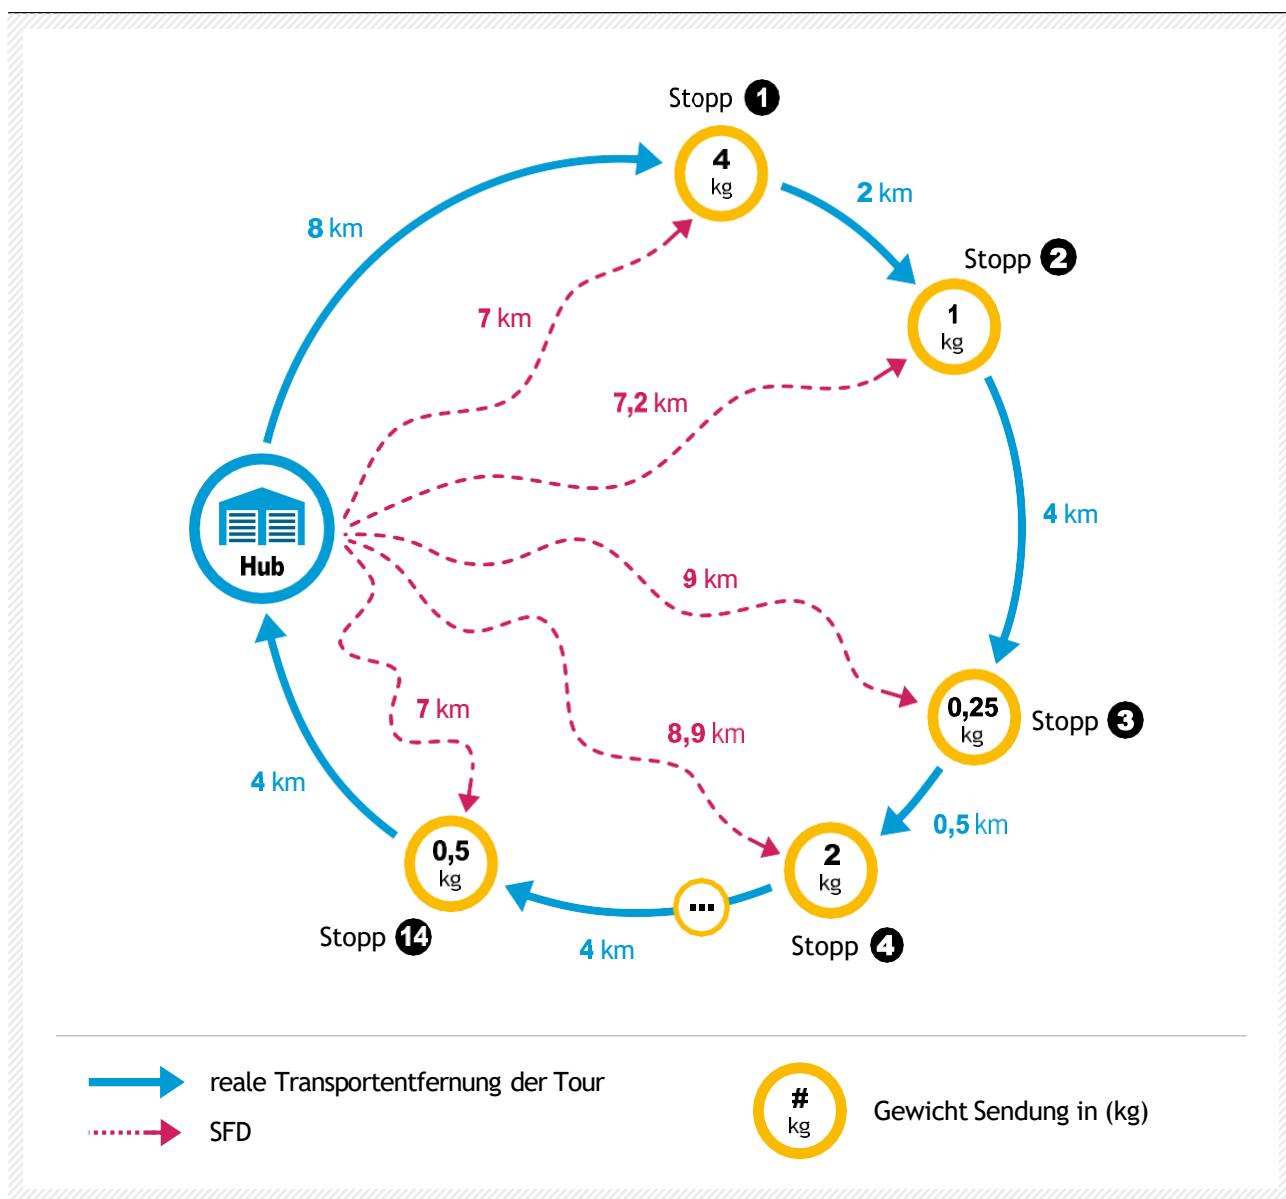 Stopp 1
4
kg
2 km
8 km
Stopp 2
1
kg
7 km
7,2 km
4 km
Hub
9 km
0,25
kg
Stopp 3
7 km
8,9 km
4 km
0,5 km
0,5
kg
2
kg
...
Stopp 14
4 km
Stopp 4
reale Transportentfernung der Tour
SFD
#
kg
Gewicht Sendung in (kg)